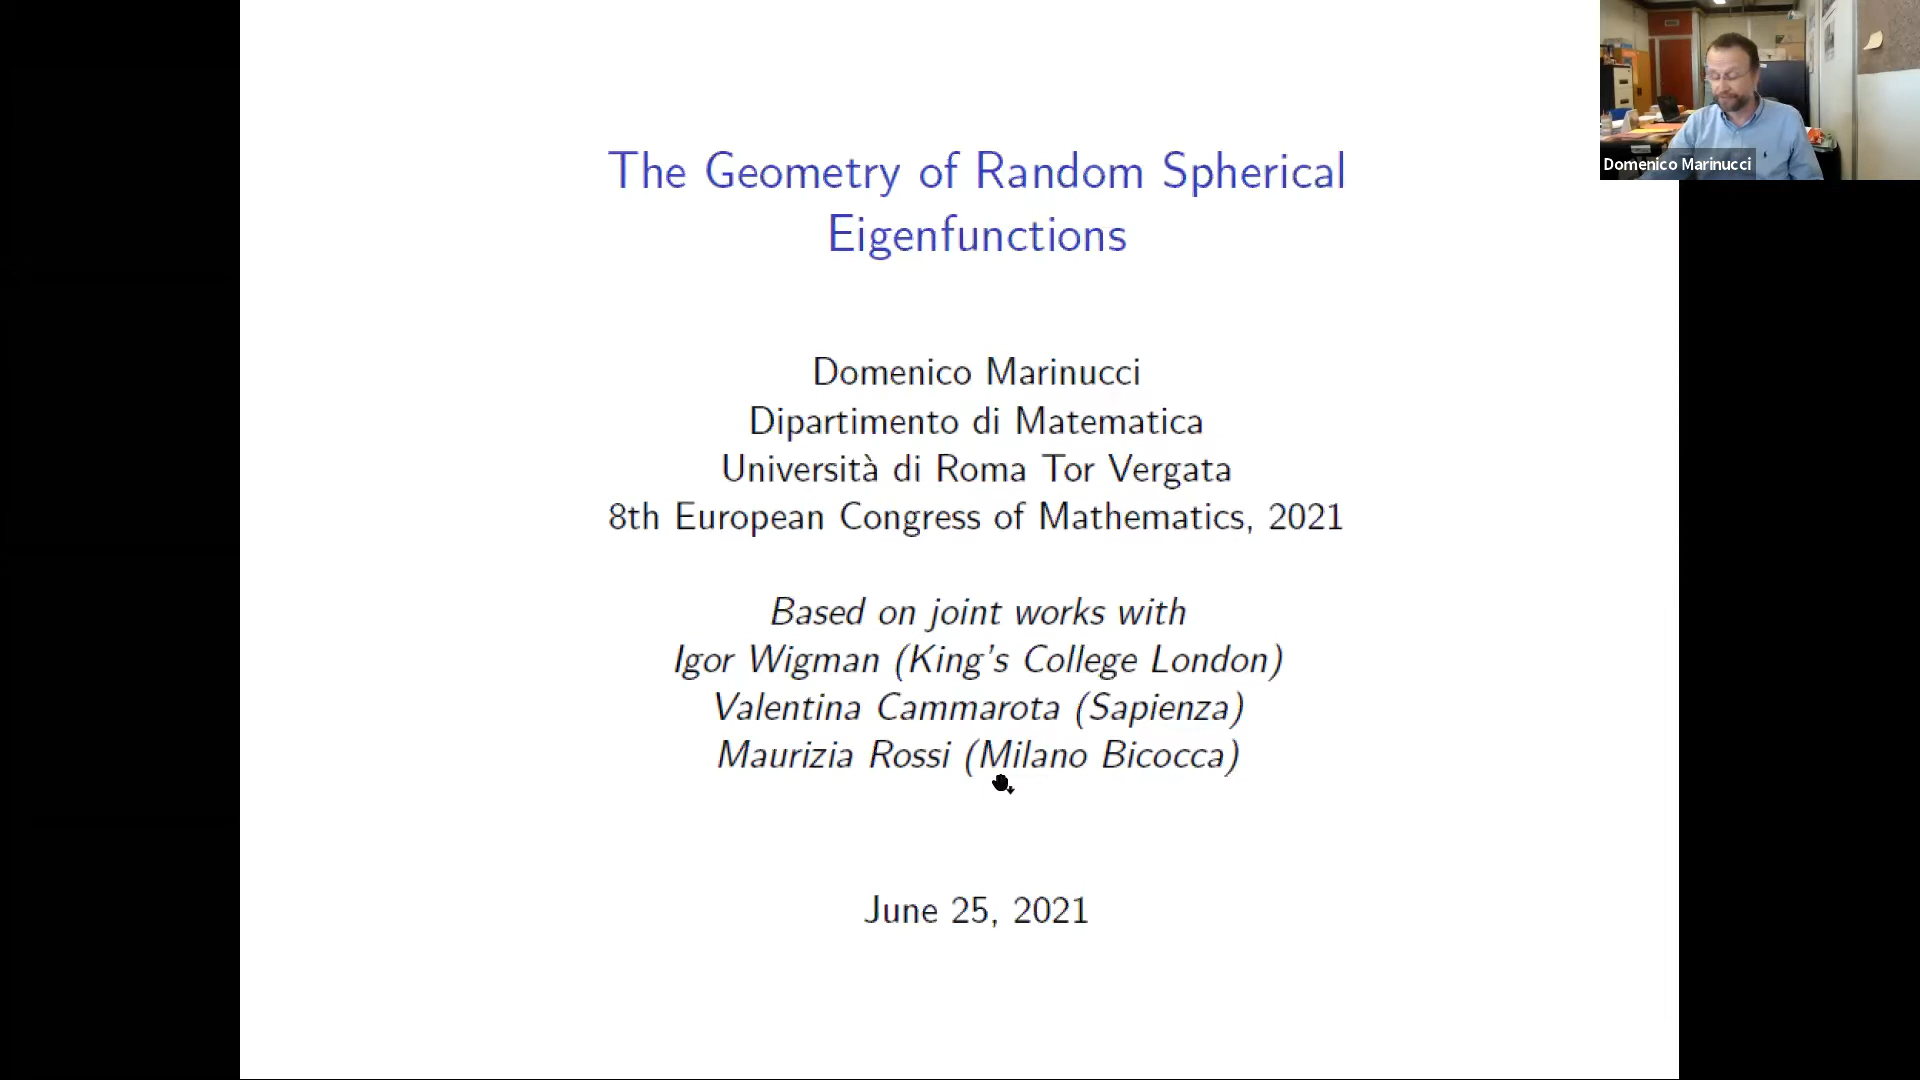 The Geometry of Random Spherical
Eigenfunctions
Domenico Marinucci
Dipartimento di Matematica
Università di Roma Tor Vergata
8th European Congress of Mathematics, 2021
Based on joint works with
Igor Wigman (King's College London)
Valentina Cammarota (Sapienza)
Maurizia Rossi (Milano Bicocca)
June 25, 2021
Domenico Marinucci